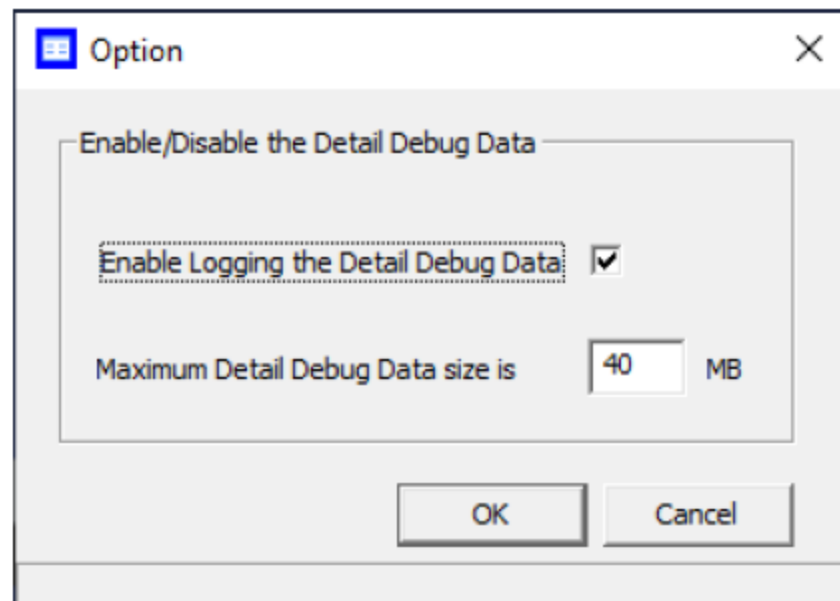 Option
Enable/Disable the Detail Debug Data
Enable Logging the Detail Debug Data
Maximum Detail Debug Data size is 40 MB
OK Cancel